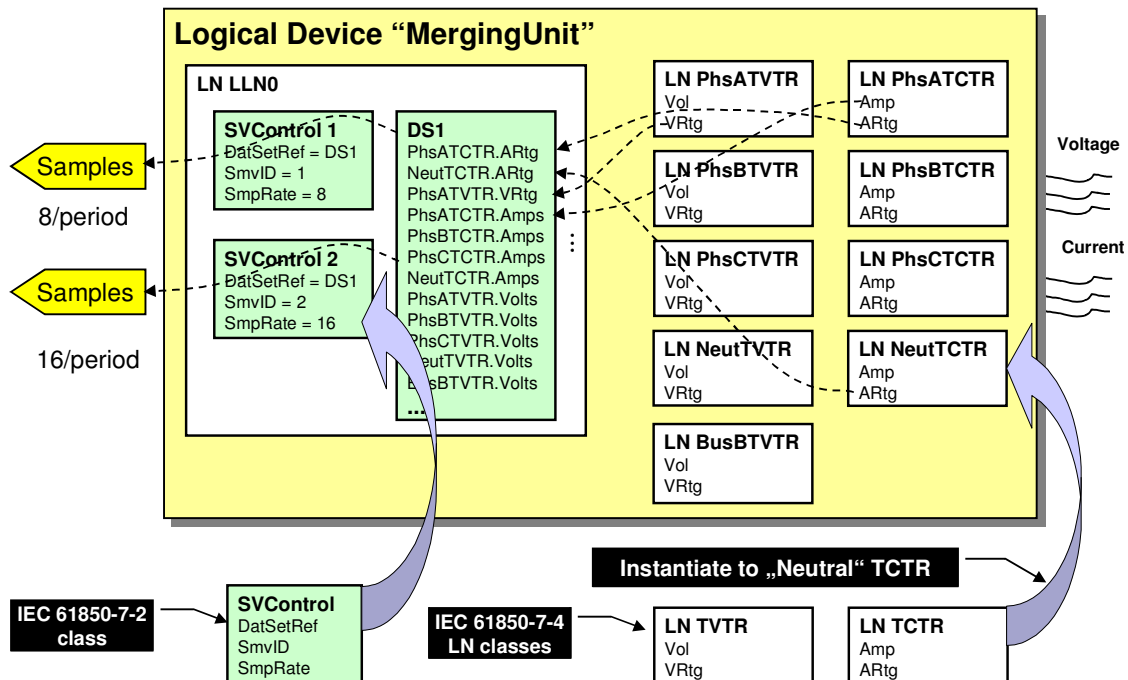 Logical Device “MergingUnit”
LN LLN0
SVControl 1
DatSetRef = DS1
SmvID = 1
SmpRate = 8
SVControl 2
DatSetRef = DS1
SmvID = 2
SmpRate = 16
DS1
PhsATCTR.ARtg
NeutTCTR.ARtg
PhsATVTR.VRtg
PhsATCTR.Amps
PhsBTCTR.Amps
PhsCTCTR.Amps
NeutTCTR.Amps
PhsATVTR.Volts
PhsBTVTR.Volts
PhsCTVTR.Volts
NeutTVTR.Volts
BusBTVTR.Volts
...
Samples
8/period
Samples
16/period
LN PhsATVTR
Vol
VRtg
LN PhsATCTR
Amp
ARtg
LN PhsBTVTR
Vol
VRtg
LN PhsBTCTR
Amp
ARtg
LN PhsCTVTR
Vol
VRtg
LN PhsCTCTR
Amp
ARtg
LN NeutTVTR
Vol
VRtg
LN NeutTCTR
Amp
ARtg
LN BusBTVTR
Vol
VRtg
Voltage
Current
Instantiate to „Neutral“ TCTR
IEC 61850-7-2
class
SVControl
DatSetRef
SmvID
SmpRate
IEC 61850-7-4
LN classes
LN TVTR
Vol
VRtg
LN TCTR
Amp
ARtg